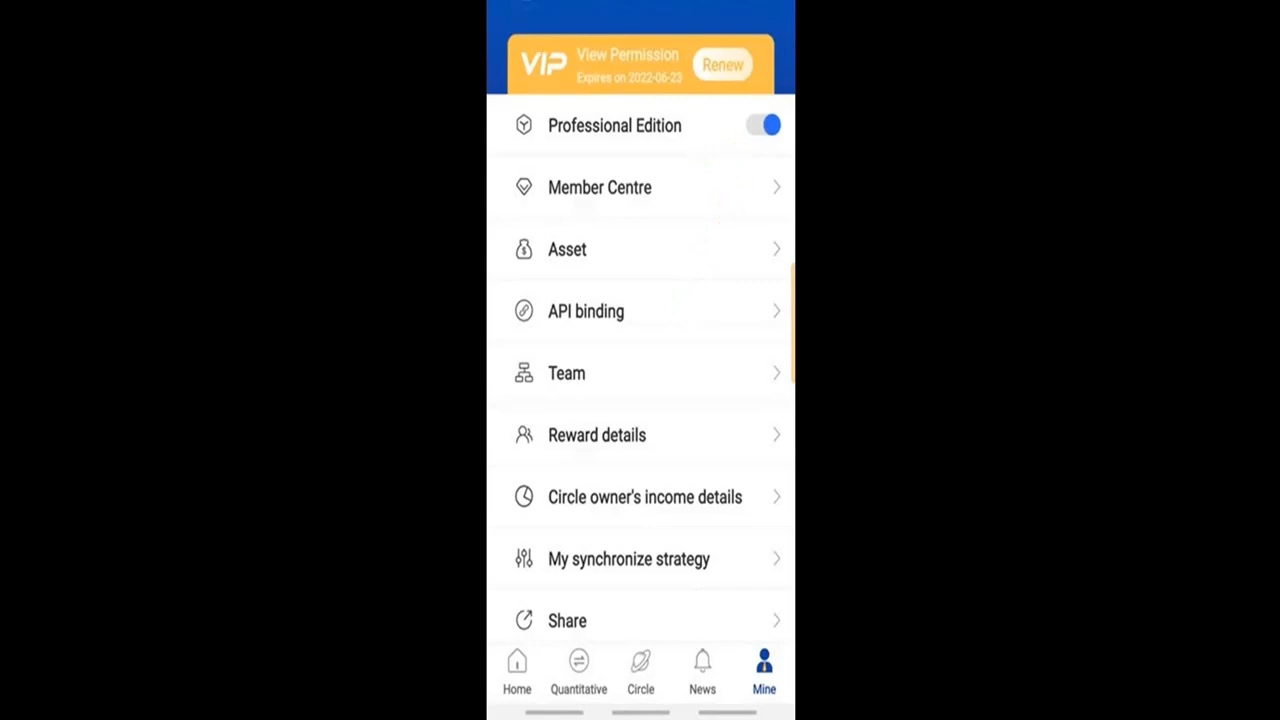 VIP
View Permission
Expires on 2022-06-23
Renew
Professional Edition
Member Centre
Asset
API binding
Team
Reward details
Circle owner's income details
My synchronize strategy
Share
Home
Quantitative
Circle
News
Mine